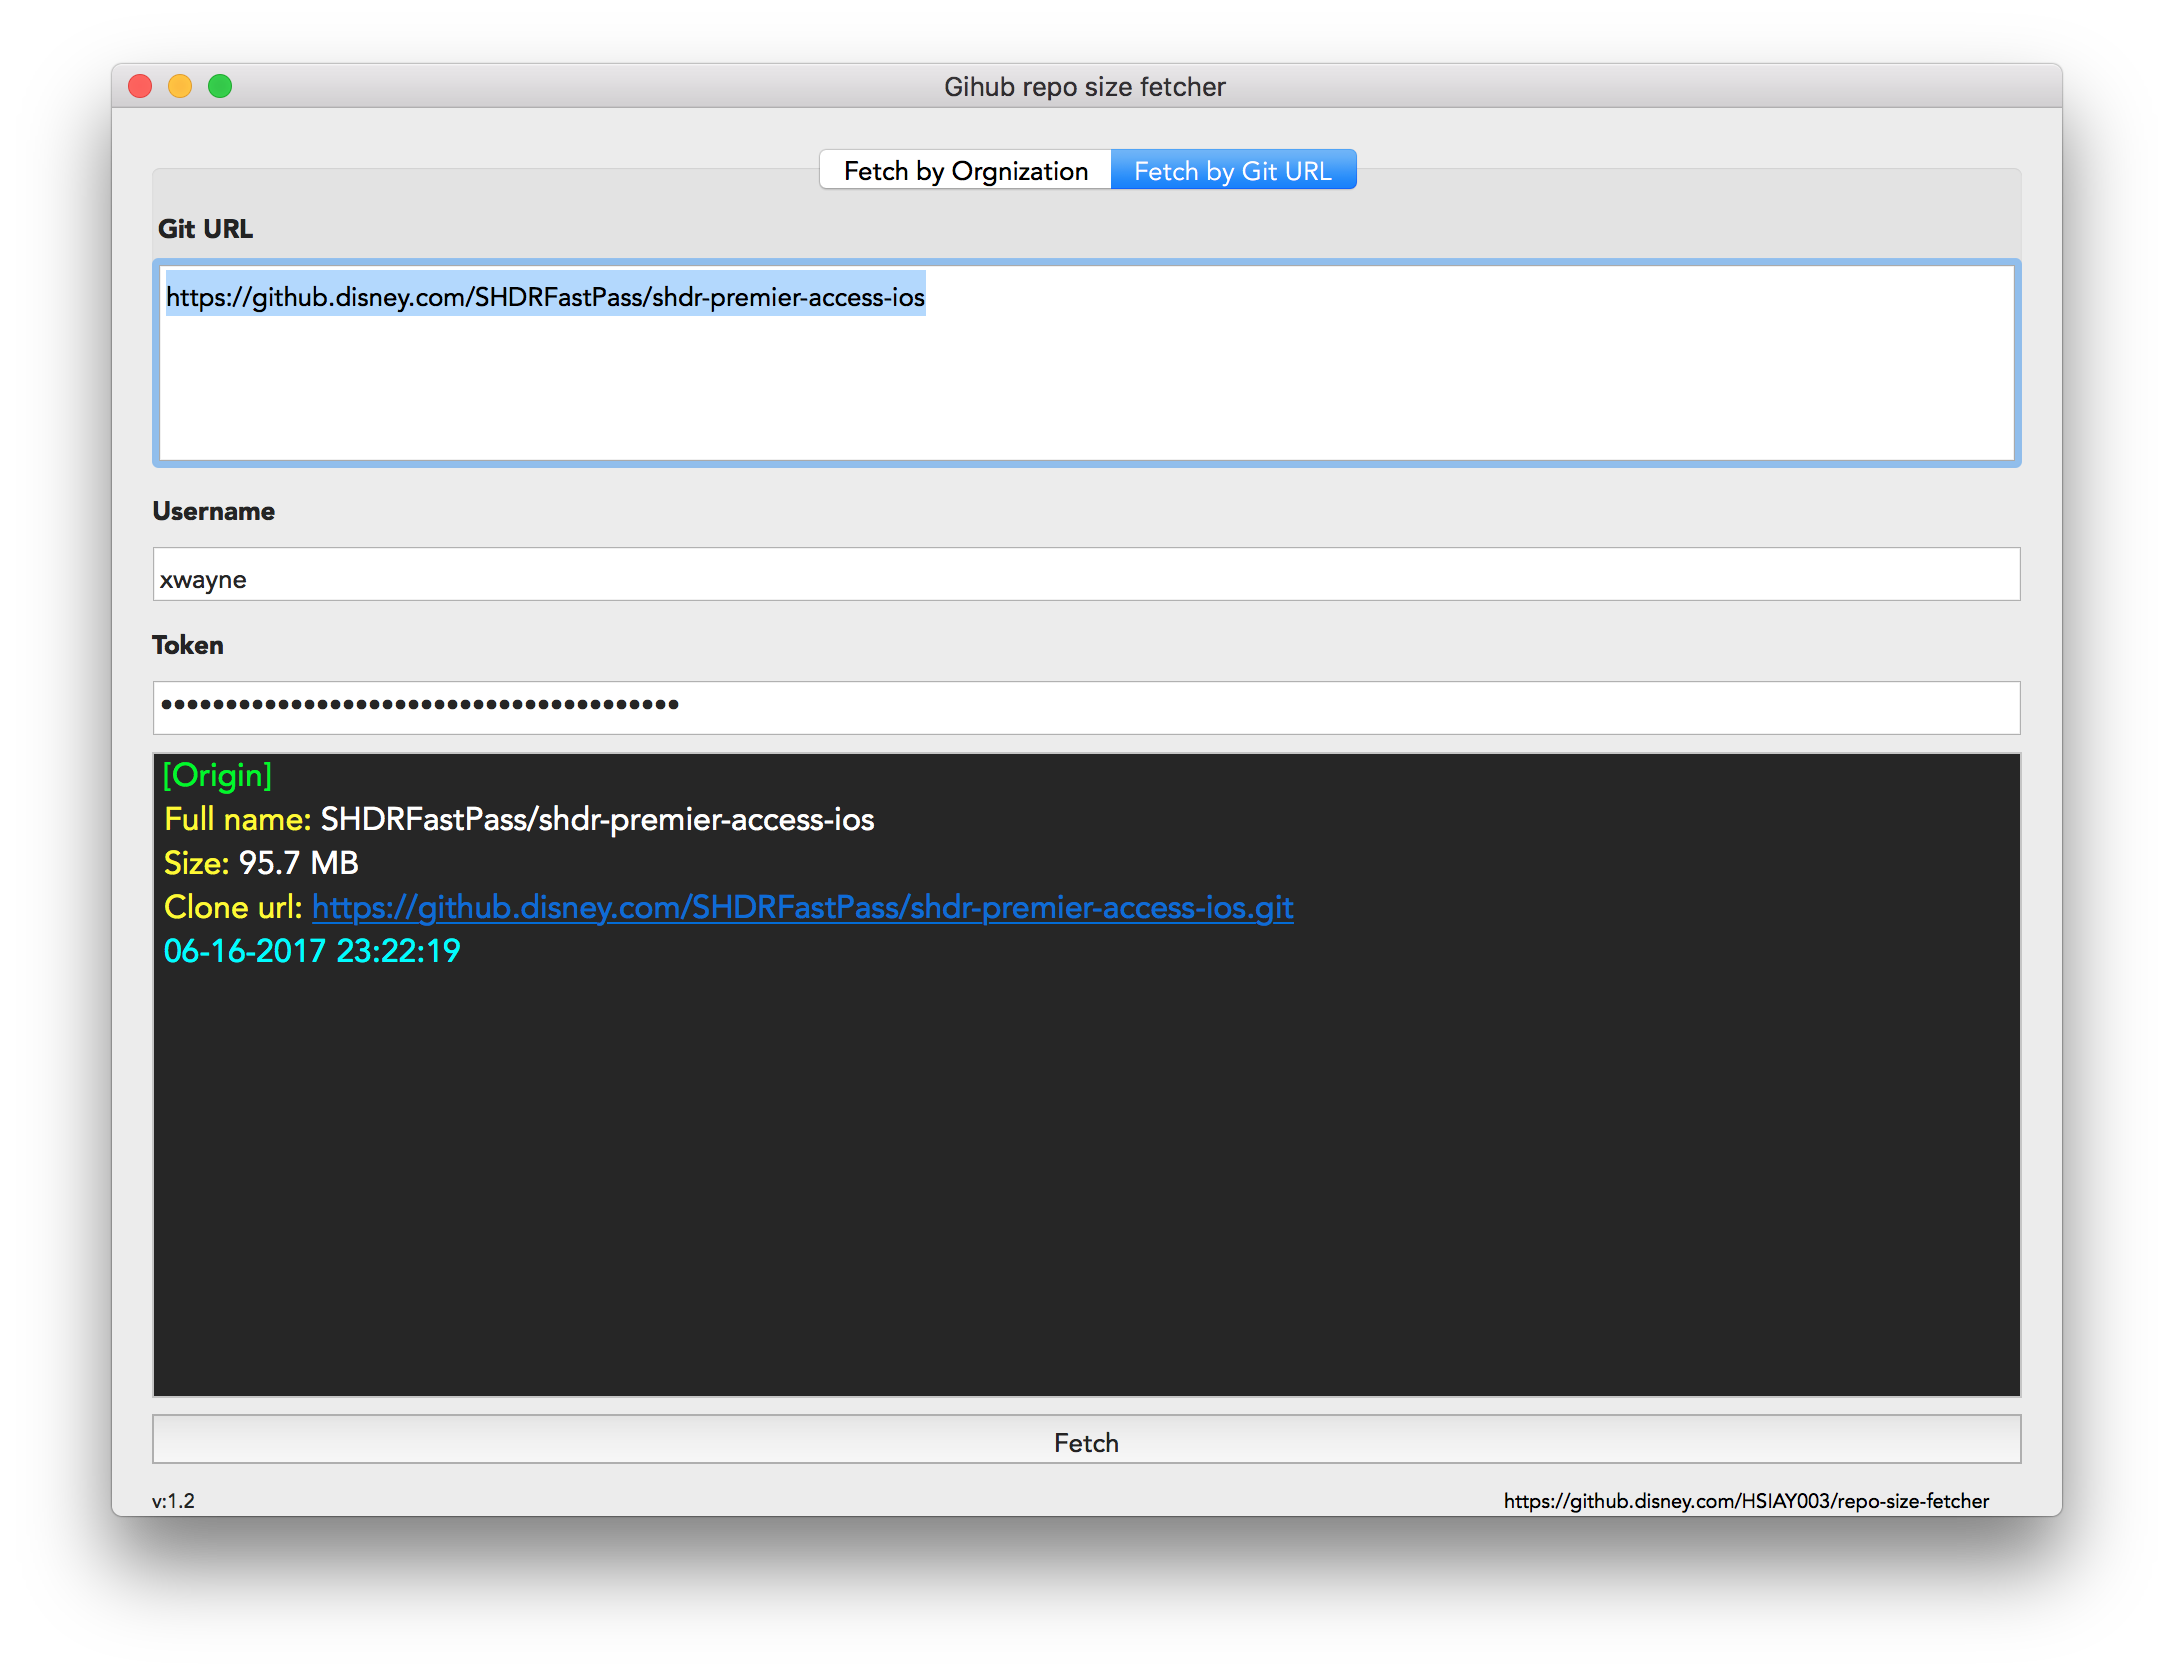 Gihub repo size fetcher
Fetch by Orgnization
Fetch by Git URL
Git URL
https://github.disney.com/SHDRFastPass/shdr-premier-access-ios
Username
xwayne
Token
••••••••••••••••••••••••••••••••••••••••
[Origin]
Full name: SHDRFastPass/shdr-premier-access-ios
Size: 95.7 MB
Clone url: https://github.disney.com/SHDRFastPass/shdr-premier-access-ios.git
06-16-2017 23:22:19
Fetch
v:1.2
https://github.disney.com/HSIAY003/repo-size-fetcher